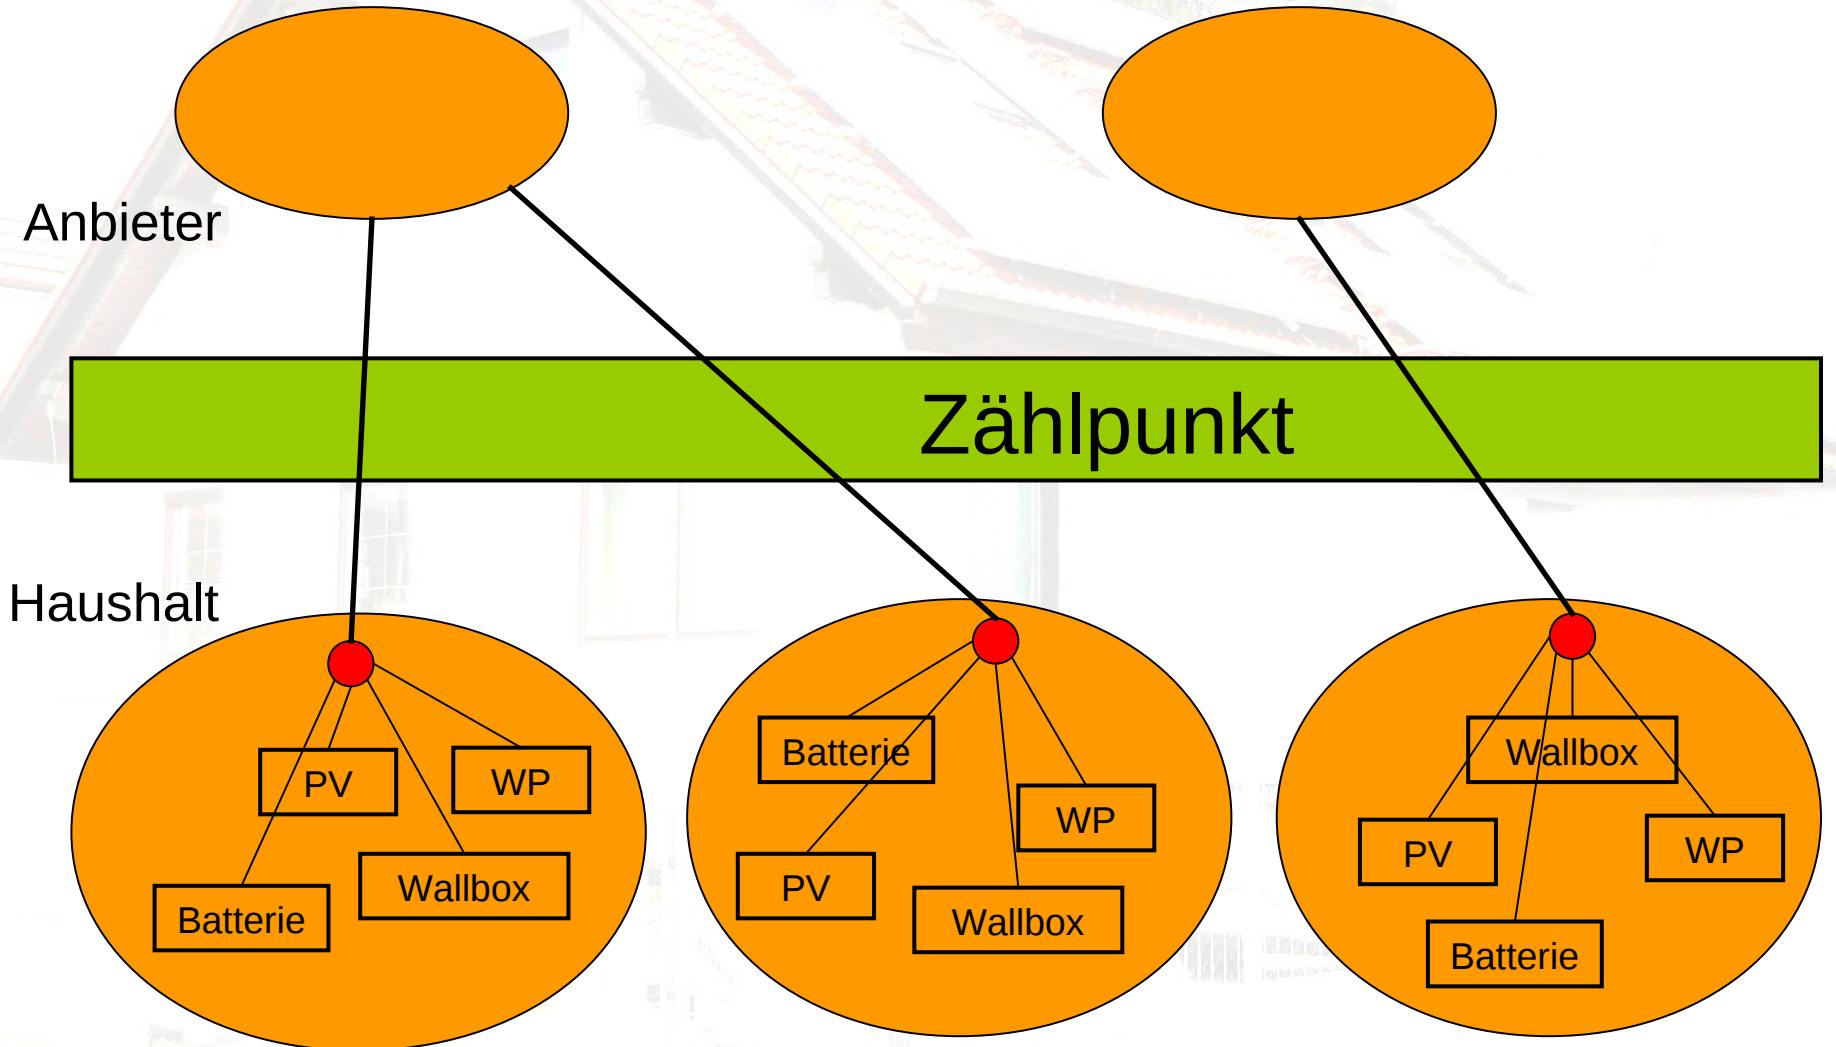 Anbieter
Zählpunkt
Haushalt
PV
WP
Wallbox
Batterie
Batterie
WP
PV
Wallbox
Wallbox
PV
WP
Batterie